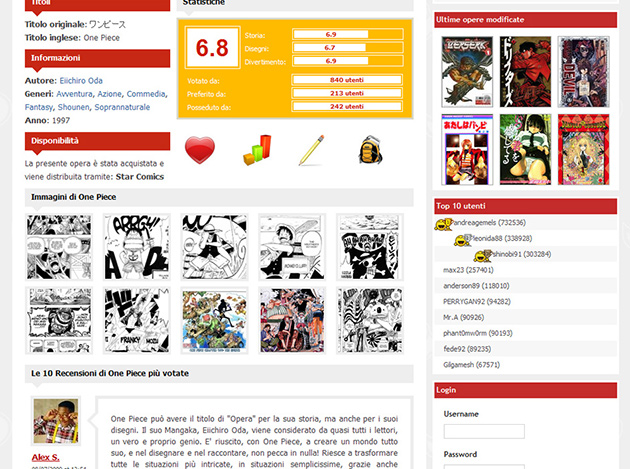 Titoli
Titolo originale: ワンピース
Titolo inglese: One Piece
Informazioni
Autore: Eiichiro Oda
Generi: Avventura, Azione, Commedia,
Fantasy, Shounen, Soprannaturale
Anno: 1997
Disponibilità
La presente opera è stata acquistata e
viene distribuita tramite: Star Comics
Statistiche
6.8
Storia: 6.9
Disegni: 6.7
Divertimento: 6.9
Votato da: 840 utenti
Preferito da: 213 utenti
Posseduto da: 242 utenti
Immagini di One Piece
ARRGH!
FRANKY
NOMI
Le 10 Recensioni di One Piece più votate
Alex S.
One Piece può avere il titolo di "Opera" per la sua storia, ma anche per i suoi
disegni. Il suo Mangaka, Eiichiro Oda, viene considerato da quasi tutti i lettori,
un vero e proprio genio. E' riuscito, con One Piece, a creare un mondo tutto
suo, e nel disegnare e nel raccontare, non pecca in nulla! Riesce a trasformare
tutte le situazioni più intricate, in situazioni semplicissime, grazie anche
Ultime opere modificate
BERSERK
Top 10 utenti
Pandreagemels (732536)
leonida88 (338928)
shinobi91 (303284)
max23 (257401)
anderson89 (118010)
PERRYGAN92 (94282)
Mr.A (90926)
phant0mw0rm (90193)
fede92 (89235)
Gilgamesh (67571)
Login
Username
Password